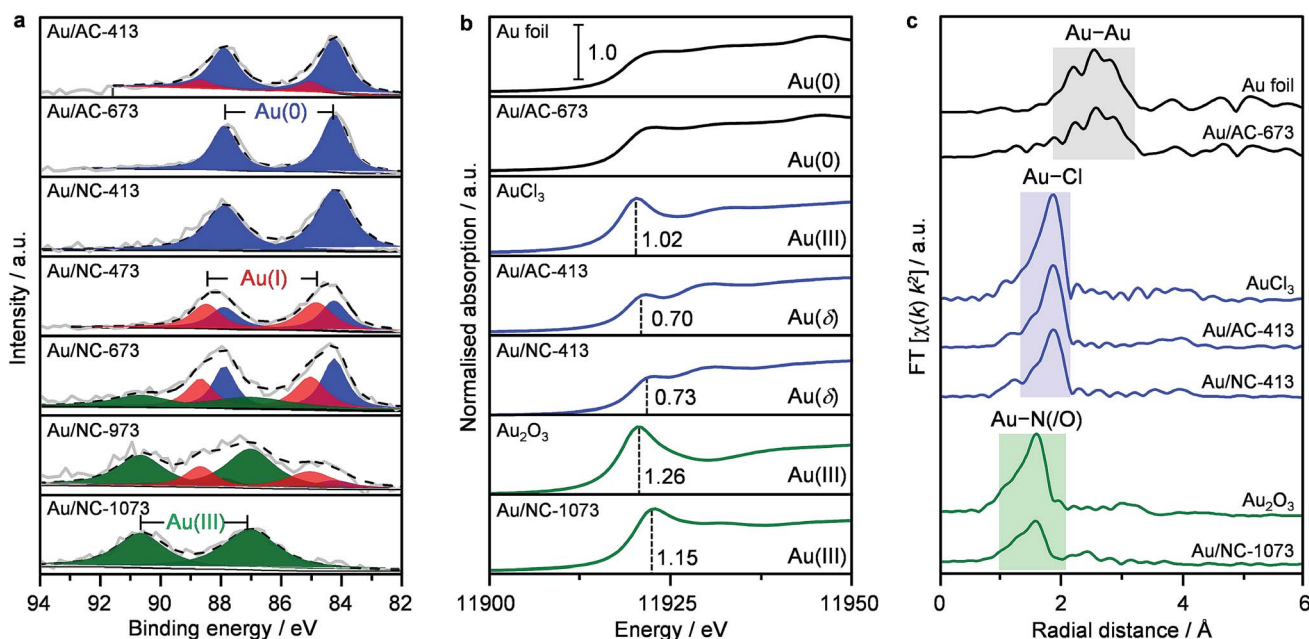 a
Au/AC-413
Au/AC-673
Au(0)
Au/NC-413
Au/NC-473
Au(I)
Au/NC-673
Au/NC-973
Au/NC-1073
Au(III)
Intensity / a.u.
94 92 90 88 86 84 82
Binding energy / eV
b
Au foil
1.0
Au(0)
Au/AC-673
Au(0)
AuCl₃
1.02
Au(III)
Au/AC-413
0.70
Au(δ)
Au/NC-413
0.73
Au(δ)
Au₂O₃
1.26
Au(III)
Au/NC-1073
1.15
Au(III)
Normalised absorption / a.u.
11900 11925 11950
Energy / eV
c
Au−Au
Au foil
Au/AC-673
Au−Cl
AuCl₃
Au/AC-413
Au/NC-413
Au−N(/O)
Au₂O₃
Au/NC-1073
FT [χ(k) k²] / a.u.
0 2 4 6
Radial distance / Å